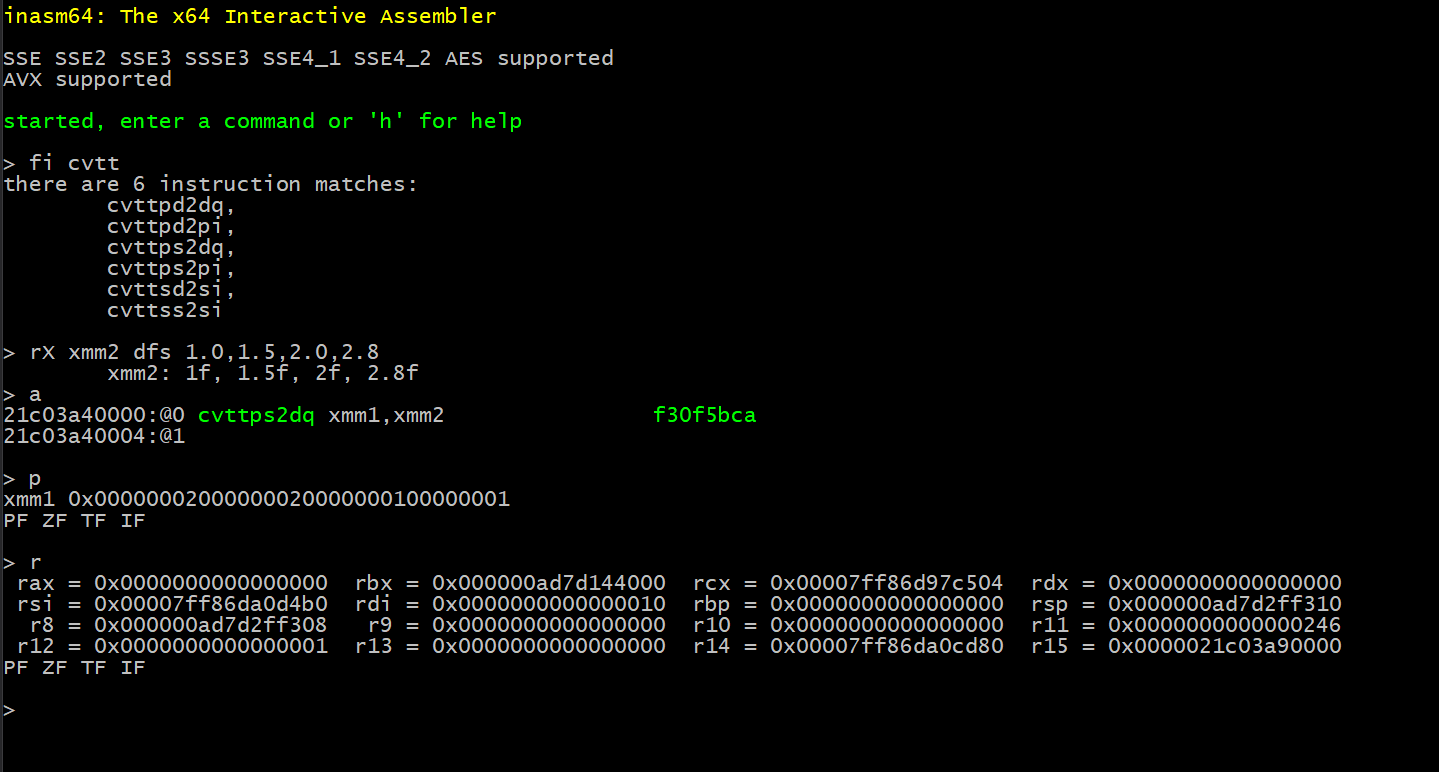 inasm64: The x64 Interactive Assembler
SSE SSE2 SSE3 SSSE3 SSE4_1 SSE4_2 AES supported
AVX supported
started, enter a command or 'h' for help
> fi cvtt
there are 6 instruction matches:
cvttpd2dq,
cvttpd2pi,
cvttps2dq,
cvttps2pi,
cvttsd2si,
cvttss2si
> rX xmm2 dfs 1.0,1.5,2.0,2.8
xmm2: 1f, 1.5f, 2f, 2.8f
> a
21c03a40000:@0 cvttps2dq xmm1,xmm2 f30f5bca
21c03a40004:@1
> p
xmm1 0x00000002000000020000000100000001
PF ZF TF IF
> r
rax = 0x0000000000000000 rbx = 0x000000ad7d144000 rcx = 0x00007ff86d97c504 rdx = 0x0000000000000000
rsi = 0x00007ff86da0d4b0 rdi = 0x0000000000000010 rbp = 0x0000000000000000 rsp = 0x000000ad7d2ff310
r8 = 0x000000ad7d2ff308 r9 = 0x0000000000000000 r10 = 0x0000000000000000 r11 = 0x0000000000000246
r12 = 0x0000000000000001 r13 = 0x0000000000000000 r14 = 0x00007ff86da0cd80 r15 = 0x0000021c03a90000
PF ZF TF IF
>